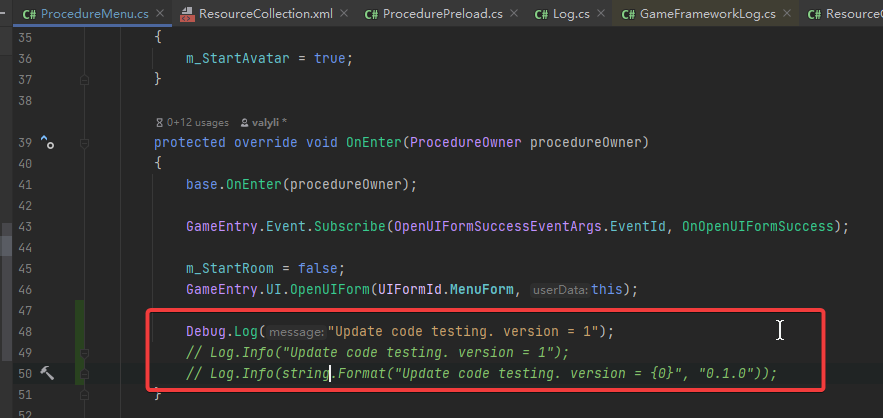 C# ProcedureMenu.cs × ResourceCollection.xml × C# ProcedurePreload.cs × C# Log.cs × C# GameFrameworkLog.cs × C# ResourceC
35 {
36 m_StartAvatar = true;
37 }
38
0+12 usages valyli *
39 protected override void OnEnter(ProcedureOwner procedureOwner)
40 {
41 base.OnEnter(procedureOwner);
42
43 GameEntry.Event.Subscribe(OpenUIFormSuccessEventArgs.EventId, OnOpenUIFormSuccess);
44
45 m_StartRoom = false;
46 GameEntry.UI.OpenUIForm(UIFormId.MenuForm, userData: this);
47
48 Debug.Log( message: "Update code testing. version = 1");
49 // Log.Info("Update code testing. version = 1");
50 // Log.Info(string.Format("Update code testing. version = {0}", "0.1.0"));
51 }
52